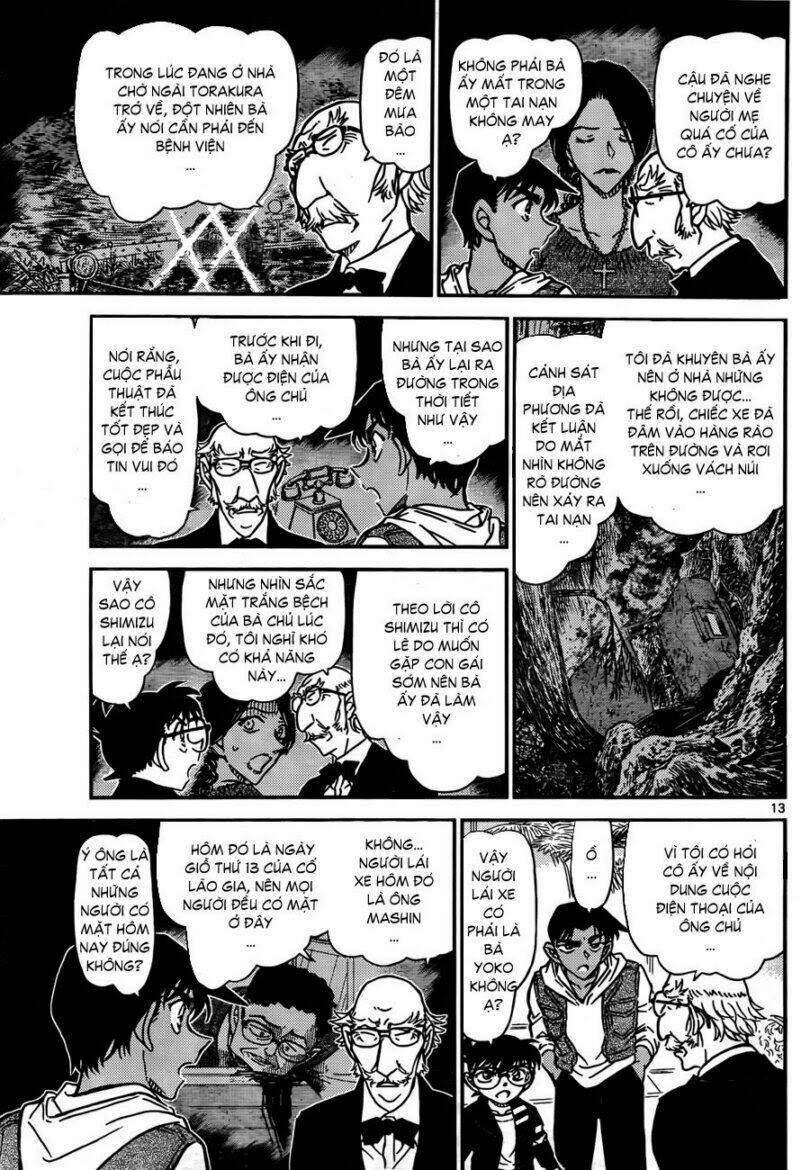 CẬU ĐÃ NGHE
CHUYỆN VỀ
NGƯỜI MẸ
QUÁ CỐ CỦA
CÔ ẤY CHƯA?
KHÔNG PHẢI BÀ
ẤY MẤT TRONG
MỘT TAI NẠN
KHÔNG MAY
Ạ?
ĐÓ LÀ
MỘT
ĐÊM
MƯA
BÃO
...
TRONG LÚC ĐANG Ở NHÀ
CHỜ NGÀI TORAKURA
TRỞ VỀ, ĐỘT NHIÊN BÀ
ẤY NÓI CẦN PHẢI ĐẾN
BỆNH VIỆN
...
TÔI ĐÃ KHUYÊN BÀ ẤY
NÊN Ở NHÀ NHƯNG
KHÔNG ĐƯỢC...
THẾ RỒI, CHIẾC XE ĐÃ
ĐÂM VÀO HÀNG RÀO
TRÊN ĐƯỜNG VÀ RƠI
XUỐNG VÁCH NÚI
...
CẢNH SÁT
ĐỊA
PHƯƠNG ĐÃ
KẾT LUẬN
DO MẮT
NHÌN KHÔNG
RÕ ĐƯỜNG
NÊN XẢY RA
TAI NẠN
...
NHƯNG TẠI SAO
BÀ ẤY LẠI RA
ĐƯỜNG TRONG
THỜI TIẾT
NHƯ VẬY
...
TRƯỚC KHI ĐI,
BÀ ẤY NHẬN
ĐƯỢC ĐIỆN CỦA
ÔNG CHỦ
...
NÓI RẰNG,
CUỘC PHẪU
THUẬT ĐÃ
KẾT THÚC
TỐT ĐẸP VÀ
GỌI ĐỂ BÁO
TIN VUI ĐÓ
...
THEO LỜI CÔ
SHIMIZU THÌ CÓ
LẼ DO MUỐN
GẶP CON GÁI
SỚM NÊN BÀ
ẤY ĐÃ LÀM
VẬY
...
NHƯNG NHÌN SẮC
MẶT TRẮNG BỆCH
CỦA BÀ CHỦ LÚC
ĐÓ, TÔI NGHĨ KHÓ
CÓ KHẢ NĂNG
NÀY...
VẬY
SAO CÔ
SHIMIZU
LẠI NÓI
THẾ Ạ?
13
VÌ TÔI CÓ HỎI
CÔ ẤY VỀ NỘI
DUNG CUỘC
ĐIỆN THOẠI CỦA
ÔNG CHỦ
...
Ồ
...
VẬY
NGƯỜI
LÁI XE
CÓ
PHẢI LÀ
BÀ
YOKO
KHÔNG
Ạ?
KHÔNG...
NGƯỜI LÁI
XE HÔM ĐÓ
LÀ ÔNG
MASHIN
...
HÔM ĐÓ LÀ NGÀY
GIỖ THỨ 13 CỦA CỐ
LÃO GIA, NÊN MỌI
NGƯỜI ĐỀU CÓ MẶT Ở
ĐÂY
...
Ý ÔNG LÀ
TẤT CẢ
NHỮNG
NGƯỜI CÓ
MẶT HÔM
NAY ĐÚNG
KHÔNG?